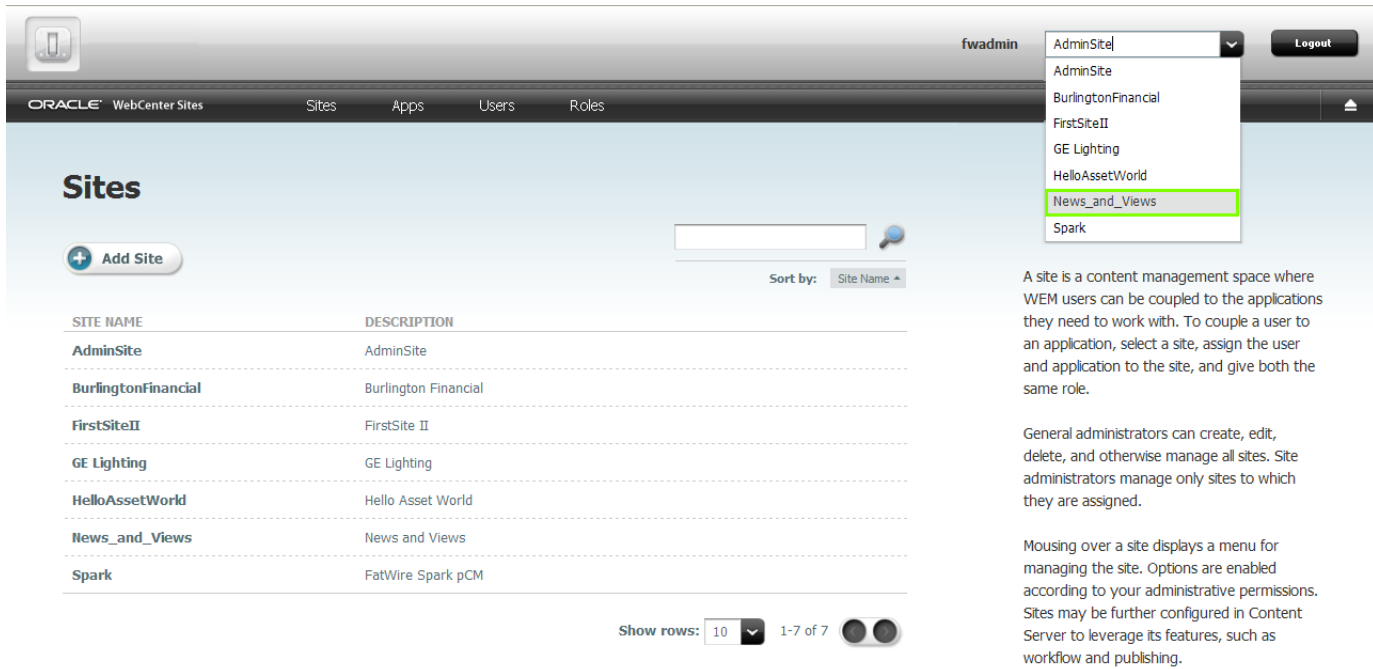 fwadmin
AdminSite
Logout
AdminSite
BurlingtonFinancial
FirstSiteII
GE Lighting
HelloAssetWorld
News_and_Views
Spark
ORACLE WebCenter Sites
Sites
Apps
Users
Roles
Sites
Add Site
Sort by:
Site Name
SITE NAME DESCRIPTION
AdminSite AdminSite
BurlingtonFinancial Burlington Financial
FirstSiteII FirstSite II
GE Lighting GE Lighting
HelloAssetWorld Hello Asset World
News_and_Views News and Views
Spark FatWire Spark pCM
Show rows: 10 1-7 of 7
A site is a content management space where
WEM users can be coupled to the applications
they need to work with. To couple a user to
an application, select a site, assign the user
and application to the site, and give both the
same role.
General administrators can create, edit,
delete, and otherwise manage all sites. Site
administrators manage only sites to which
they are assigned.
Mousing over a site displays a menu for
managing the site. Options are enabled
according to your administrative permissions.
Sites may be further configured in Content
Server to leverage its features, such as
workflow and publishing.